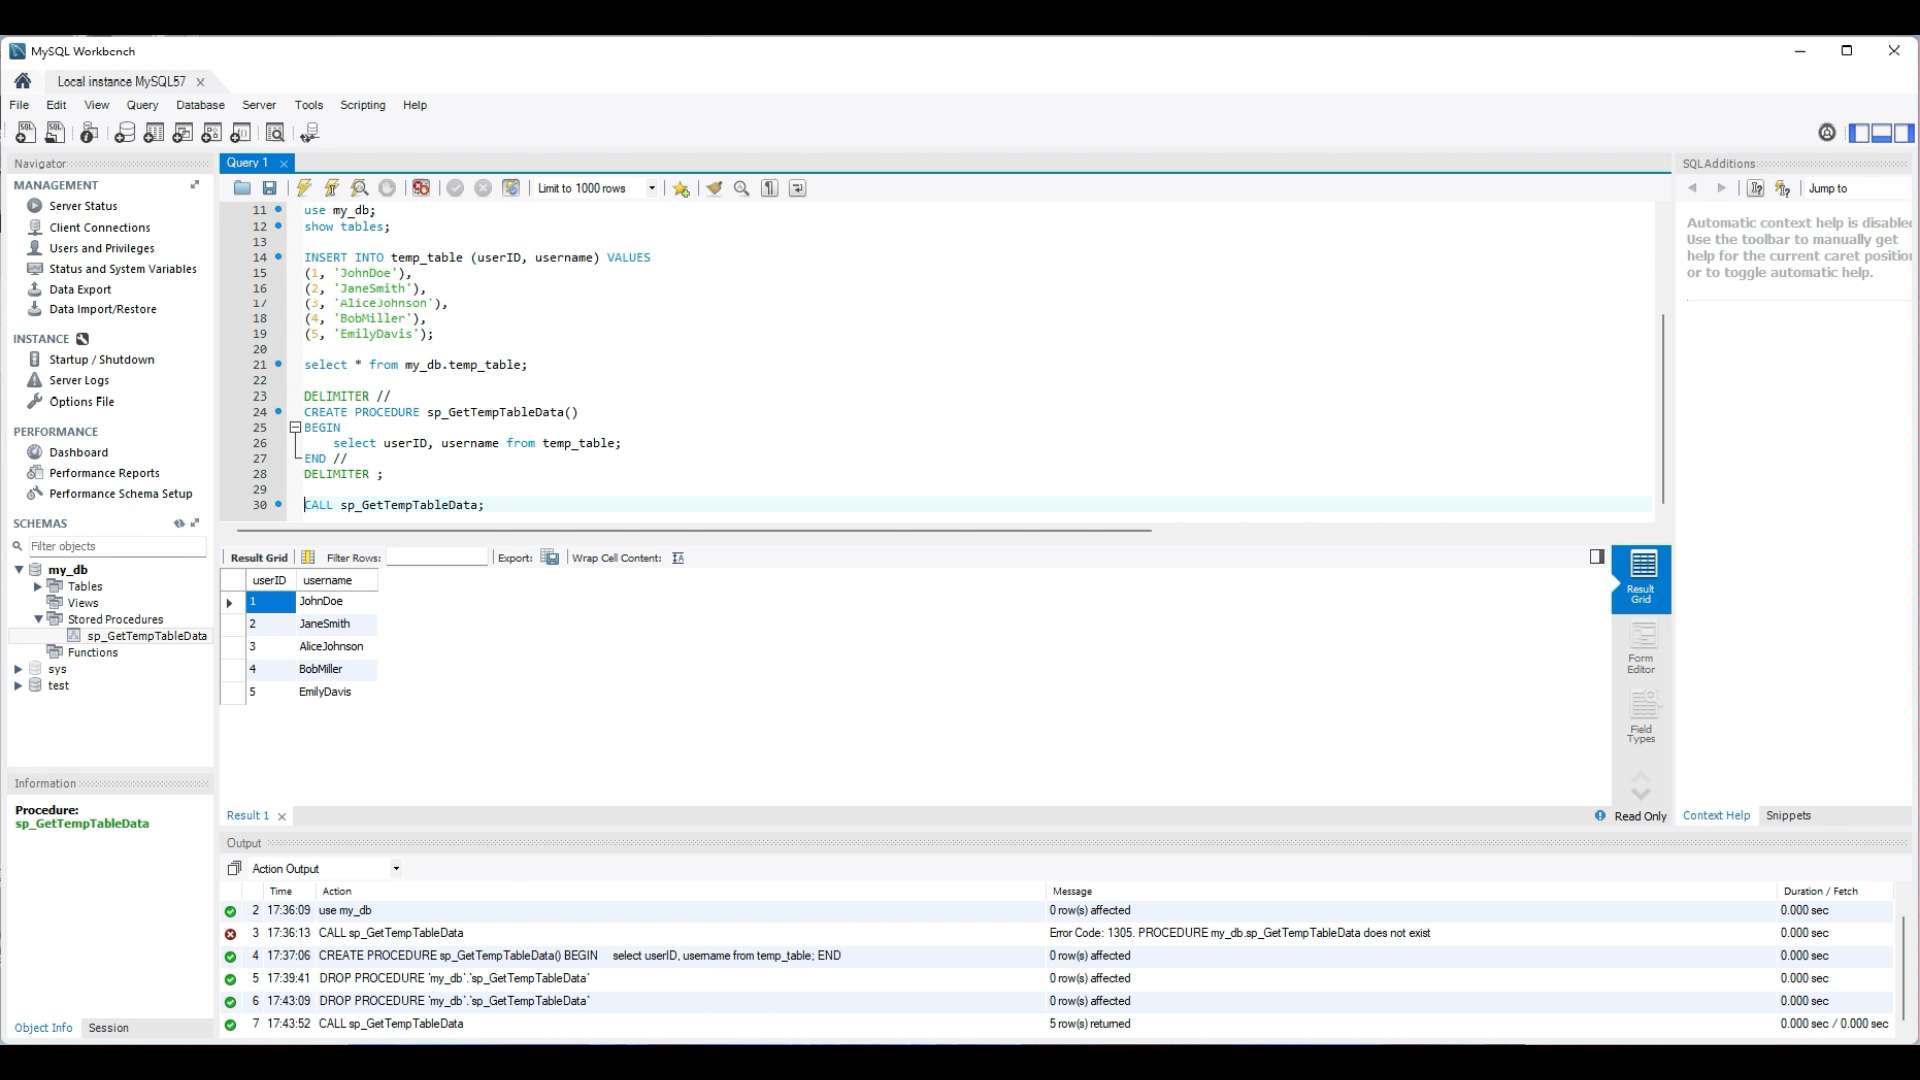 MySQL Workbench
Local instance MySQL57
File Edit View Query Database Server Tools Scripting Help
Navigator
MANAGEMENT
Server Status
Client Connections
Users and Privileges
Status and System Variables
Data Export
Data Import/Restore
INSTANCE
Startup / Shutdown
Server Logs
Options File
PERFORMANCE
Dashboard
Performance Reports
Performance Schema Setup
SCHEMAS
Filter objects
my_db
Tables
Views
Stored Procedures
sp_GetTempTableData
Functions
sys
test
Information
Procedure:
sp_GetTempTableData
Object Info Session
Query 1
Limit to 1000 rows
11 use my_db;
12 show tables;
13
14 INSERT INTO temp_table (userID, username) VALUES
15 (1, 'JohnDoe'),
16 (2, 'JaneSmith'),
17 (3, 'AliceJohnson'),
18 (4, 'BobMiller'),
19 (5, 'EmilyDavis');
20
21 select * from my_db.temp_table;
22
23 DELIMITER //
24 CREATE PROCEDURE sp_GetTempTableData()
25 BEGIN
26 select userID, username from temp_table;
27 END //
28 DELIMITER ;
29
30 CALL sp_GetTempTableData;
Result Grid Filter Rows: Export: Wrap Cell Content:
userID username
1 JohnDoe
2 JaneSmith
3 AliceJohnson
4 BobMiller
5 EmilyDavis
Result Grid
Form Editor
Field Types
Result 1
Read Only
SQLAdditions
Jump to
Automatic context help is disabled
Use the toolbar to manually get
help for the current caret position
or to toggle automatic help.
Context Help Snippets
Output
Action Output
Time Action Message Duration / Fetch
2 17:36:09 use my_db 0 row(s) affected 0.000 sec
3 17:36:13 CALL sp_GetTempTableData Error Code: 1305. PROCEDURE my_db.sp_GetTempTableData does not exist 0.000 sec
4 17:37:06 CREATE PROCEDURE sp_GetTempTableData() BEGIN select userID, username from temp_table; END 0 row(s) affected 0.000 sec
5 17:39:41 DROP PROCEDURE `my_db`.`sp_GetTempTableData` 0 row(s) affected 0.000 sec
6 17:43:09 DROP PROCEDURE `my_db`.`sp_GetTempTableData` 0 row(s) affected 0.000 sec
7 17:43:52 CALL sp_GetTempTableData 5 row(s) returned 0.000 sec / 0.000 sec